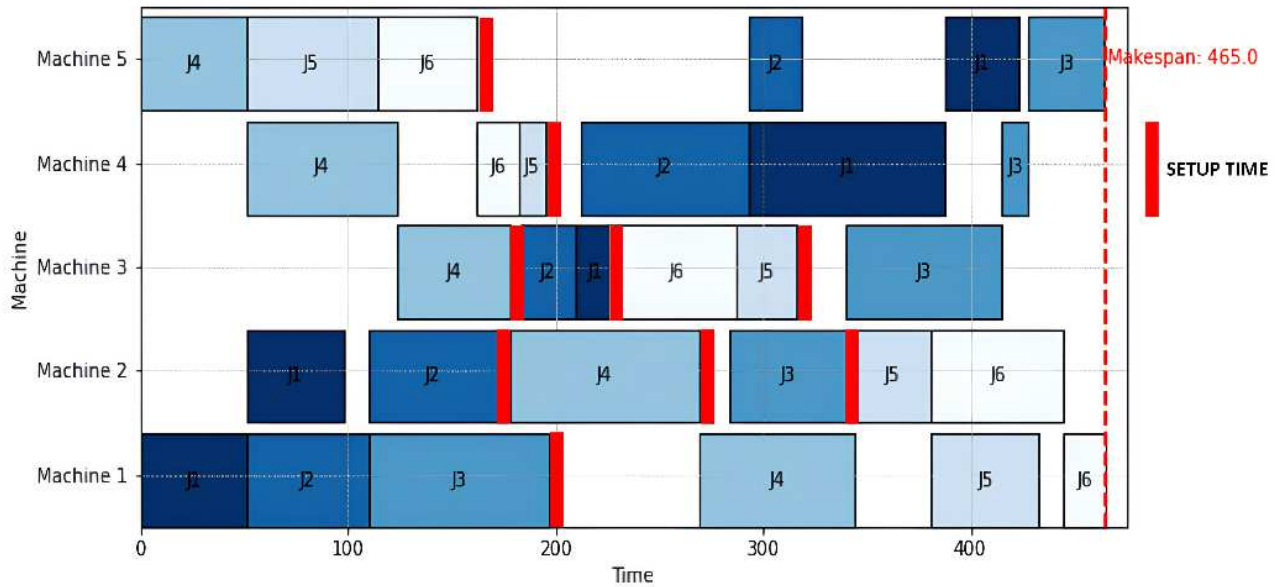 Machine 5
J4
J5
J6
J2
J1
J3
Makespan: 465.0
Machine 4
J4
J6
J5
J2
J1
J3
SETUP TIME
Machine 3
J4
J2
J1
J6
J5
J3
Machine 2
J1
J2
J4
J3
J5
J6
Machine 1
J1
J2
J3
J4
J5
J6
Machine
0
100
200
300
400
Time